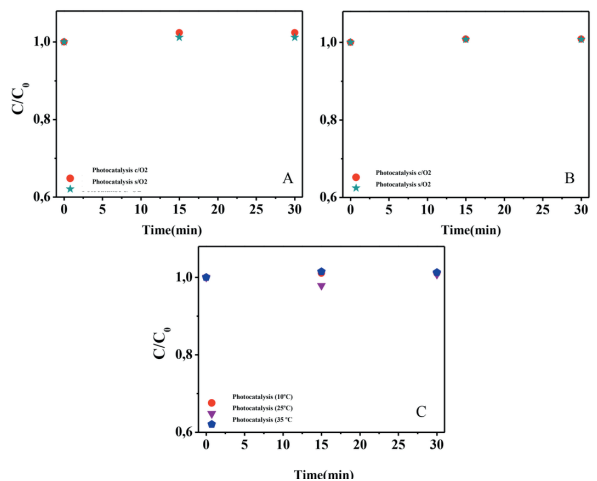 C/C0
1,0
0,8
0,6
Photocatalysis c/O2
Photocatalysis s/O2
A
0 5 10 15 20 25 30
Time(min)
1,0
0,8
0,6
Photocatalysis c/O2
Photocatalysis s/O2
B
0 5 10 15 20 25 30
Time(min)
C/C0
1,0
0,8
0,6
Photocatalysis (10ºC)
Photocatalysis (25ºC)
Photocatalysis (35 ºC
C
0 5 10 15 20 25 30
Time(min)